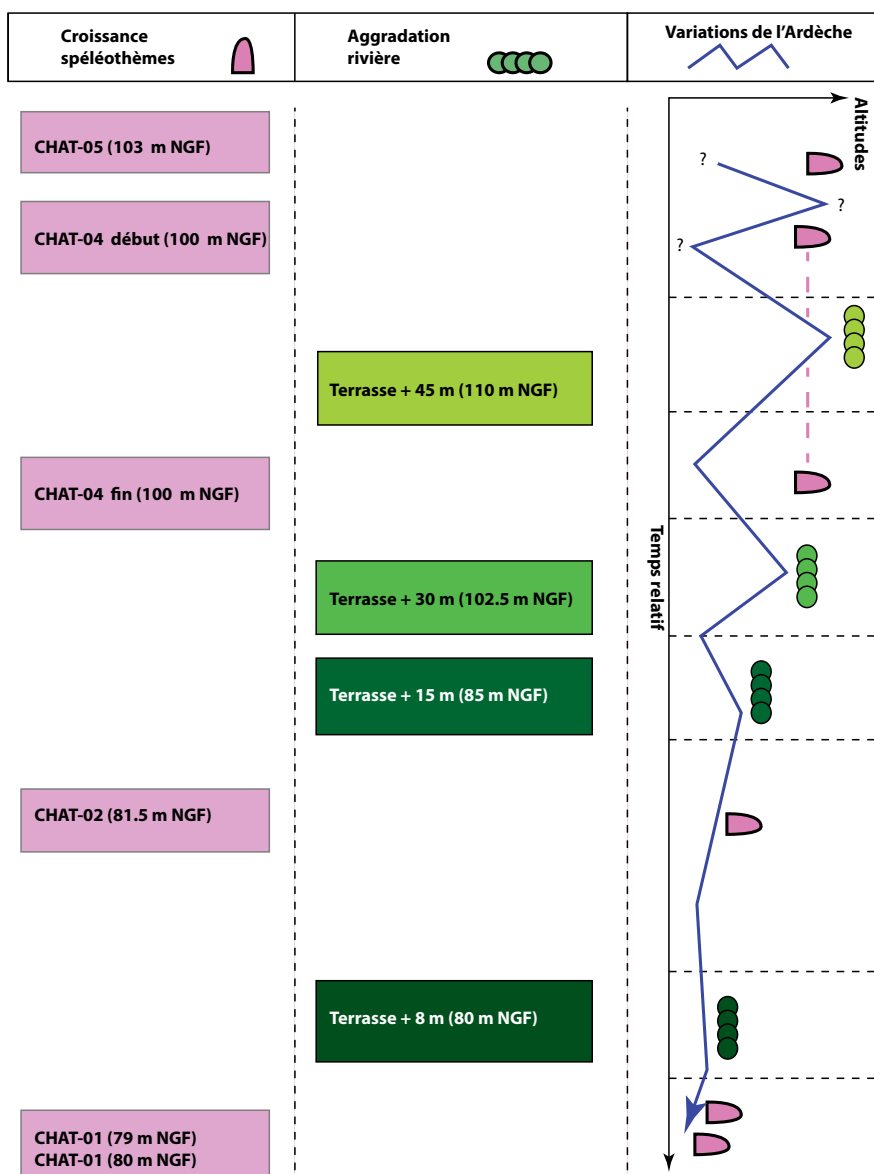 Croissance
spéléothèmes
Aggradation
rivière
Variations de l'Ardèche
Altitudes
CHAT-05 (103 m NGF)
?
?
CHAT-04 début (100 m NGF)
?
Terrasse + 45 m (110 m NGF)
CHAT-04 fin (100 m NGF)
Temps relatif
Terrasse + 30 m (102.5 m NGF)
Terrasse + 15 m (85 m NGF)
CHAT-02 (81.5 m NGF)
Terrasse + 8 m (80 m NGF)
CHAT-01 (79 m NGF)
CHAT-01 (80 m NGF)